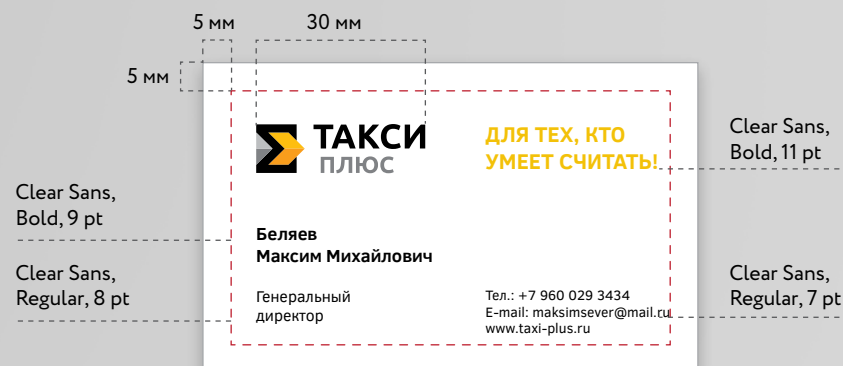 5 мм
30 мм
5 мм
ТАКСИ
ПЛЮС
ДЛЯ ТЕХ, КТО
УМЕЕТ СЧИТАТЬ!
Clear Sans,
Bold, 11 pt
Clear Sans,
Bold, 9 pt
Беляев
Максим Михайлович
Clear Sans,
Regular, 8 pt
Генеральный
директор
Тел.: +7 960 029 3434
E-mail: maksimsever@mail.ru
www.taxi-plus.ru
Clear Sans,
Regular, 7 pt